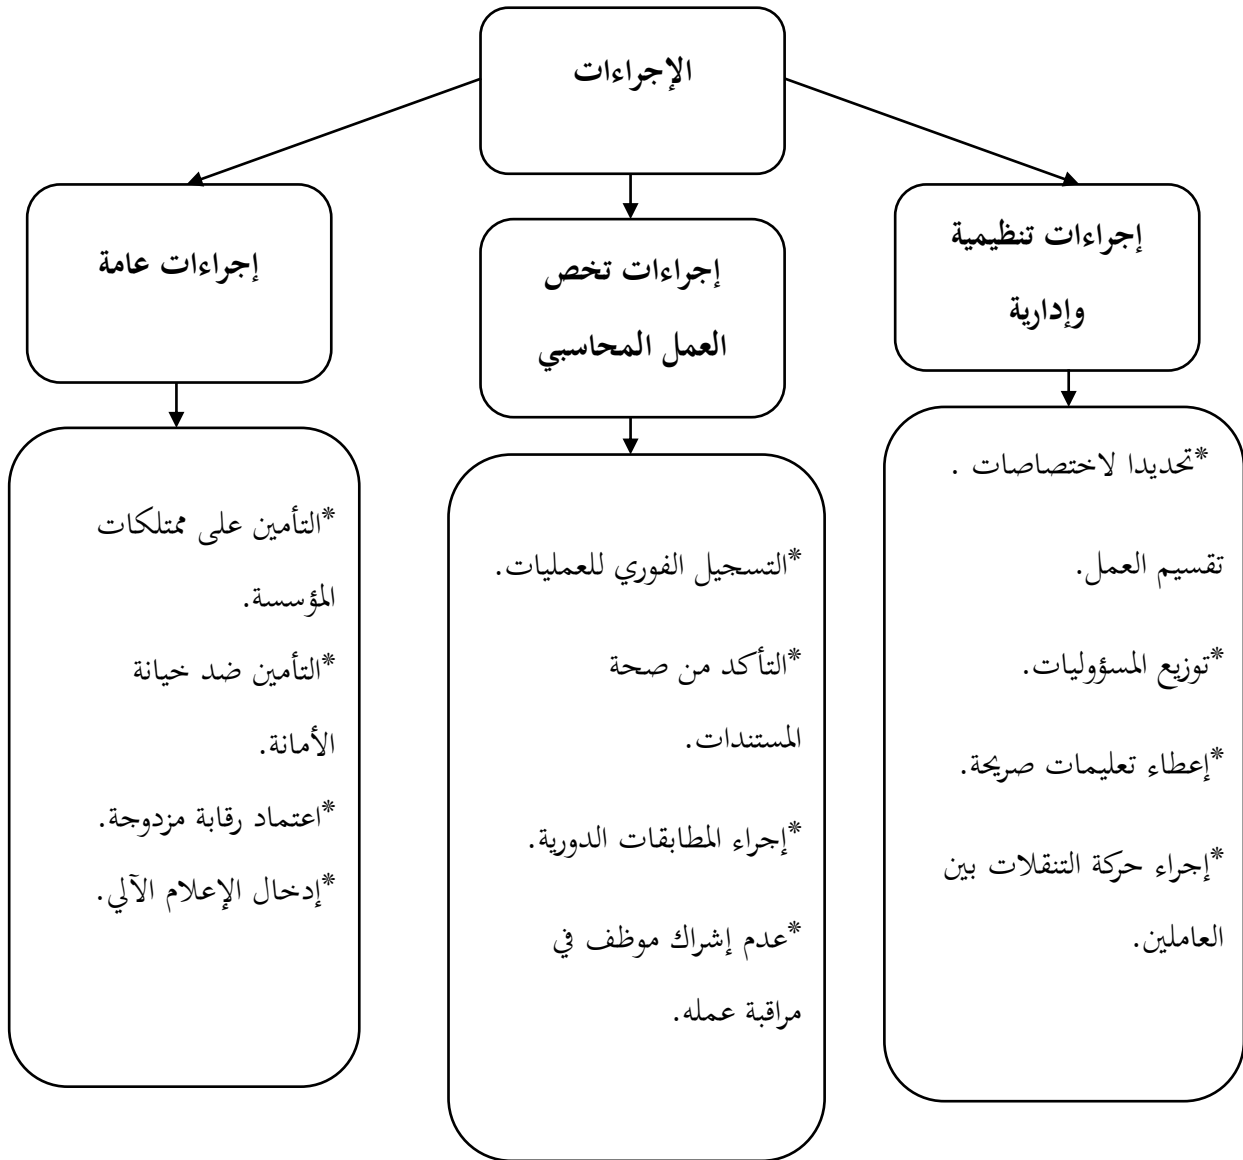 الإجراءات
إجراءات تنظيمية
وإدارية
إجراءات تخص
العمل المحاسبي
إجراءات عامة
*تحديدا لاختصاصات .
تقسيم العمل.
*توزيع المسؤوليات.
*إعطاء تعليمات صريحة.
*إجراء حركة التنقلات بين
العاملين.
*التسجيل الفوري للعمليات.
*التأكد من صحة
المستندات.
*إجراء المطابقات الدورية.
*عدم إشراك موظف في
مراقبة عمله.
*التأمين على ممتلكات
المؤسسة.
*التأمين ضد خيانة
الأمانة.
*اعتماد رقابة مزدوجة.
*إدخال الإعلام الآلي.